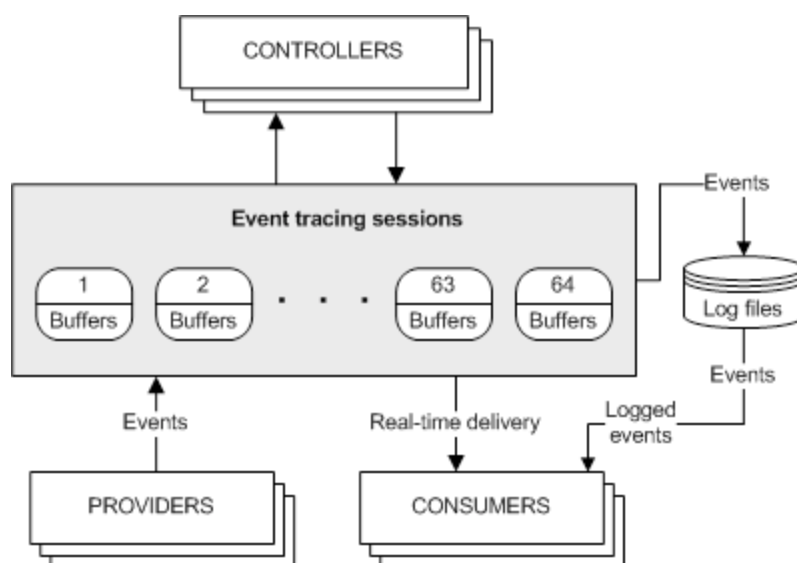 CONTROLLERS
Events
Event tracing sessions
1
Buffers
2
Buffers
. . .
63
Buffers
64
Buffers
Log files
Events
Events
Real-time delivery
Logged
events
PROVIDERS
CONSUMERS